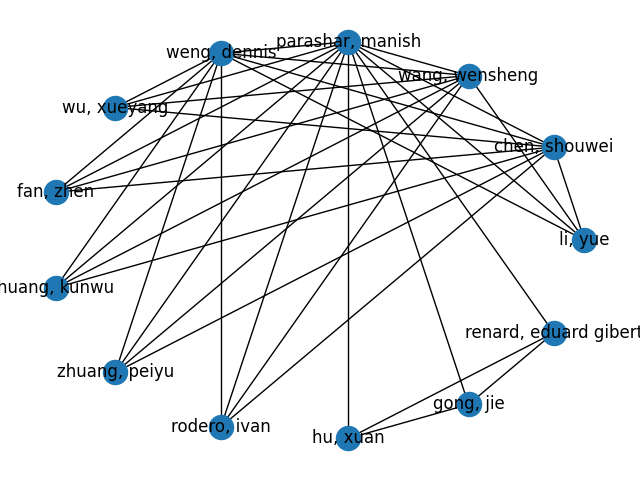 parashar, manish
weng, dennis
wang, wensheng
wu, xueyang
chen, shouwei
fan, zhen
li, yue
huang, kunwu
renard, eduard gibert
zhuang, peiyu
gong, jie
rodero, ivan
hu, xuan